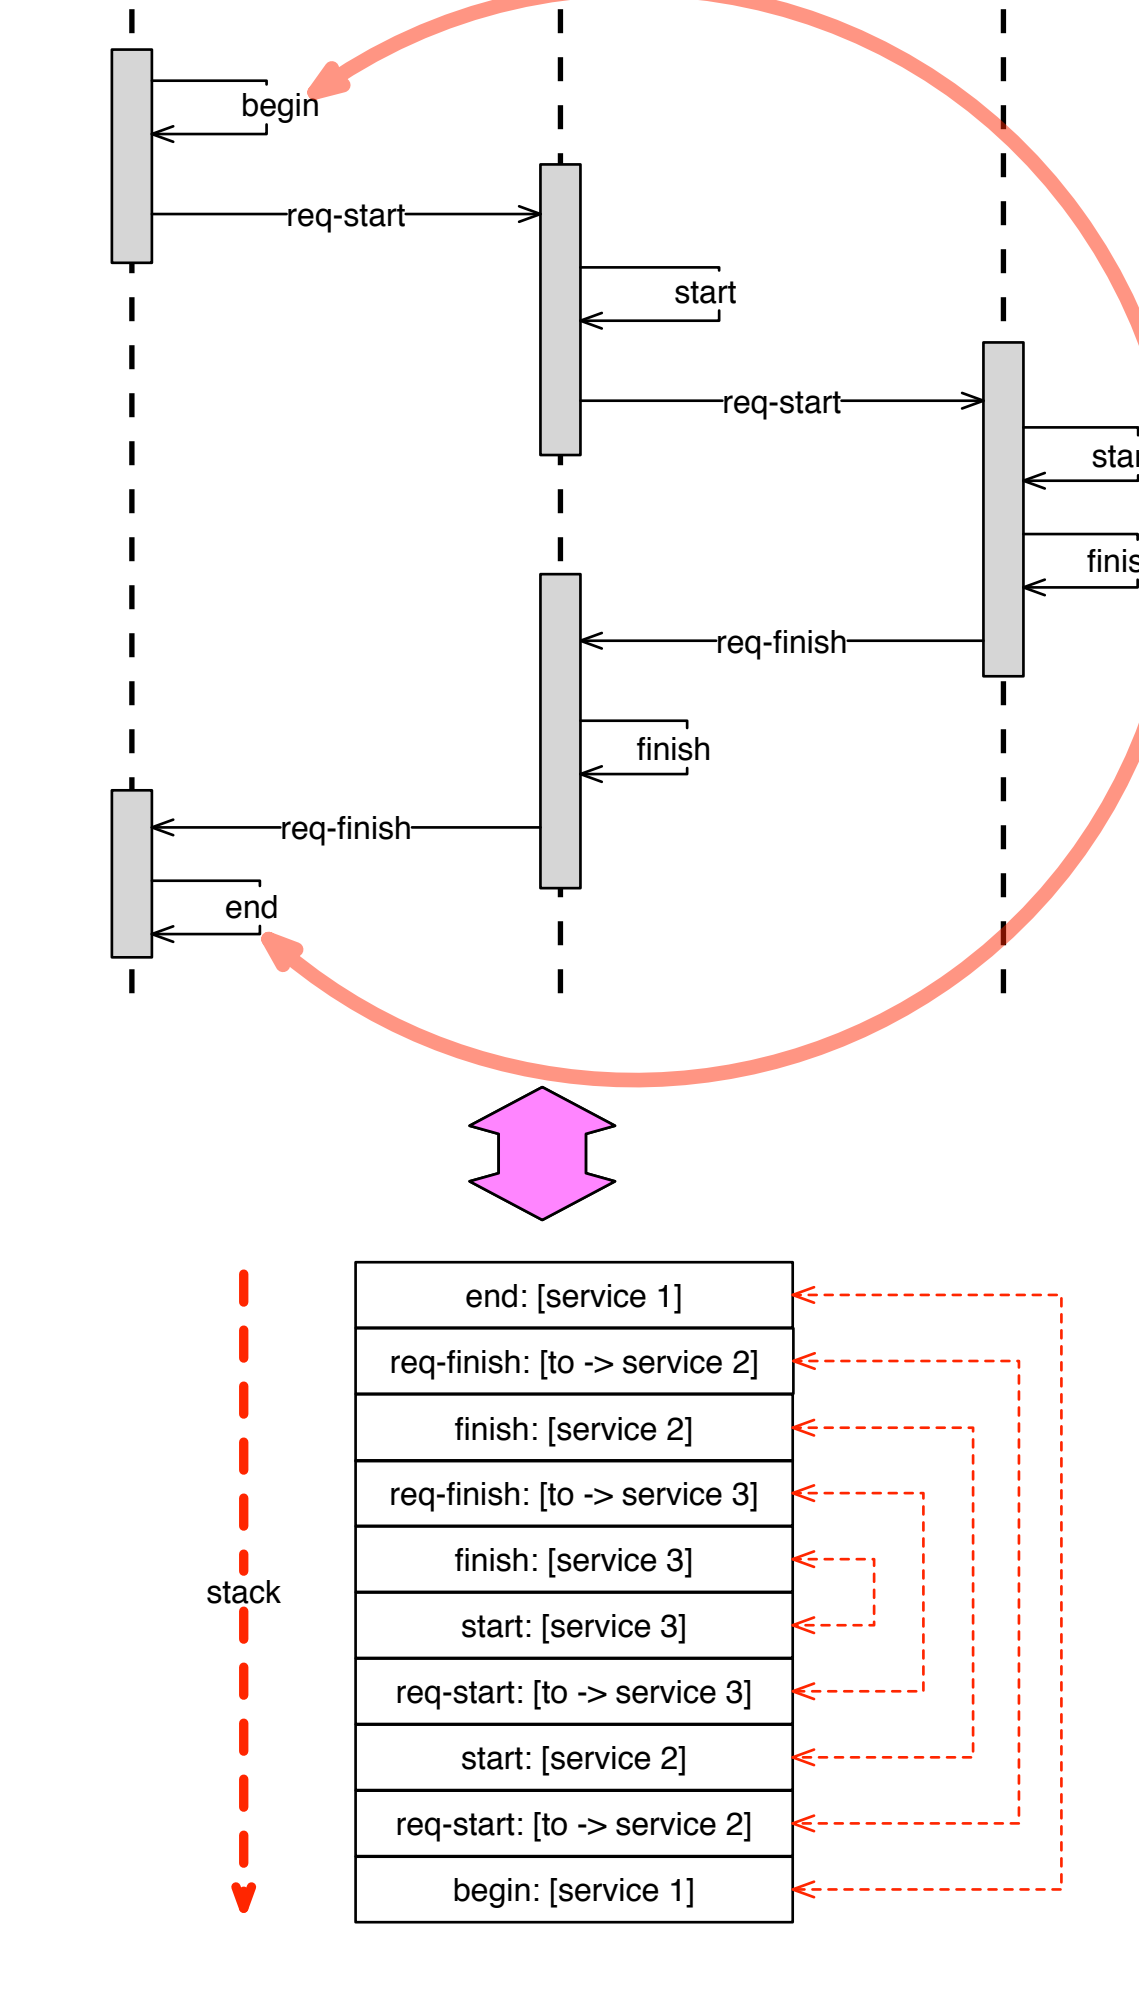 begin
req-start
start
req-start
star
finis
req-finish
finish
req-finish
end
end: [service 1]
req-finish: [to -> service 2]
finish: [service 2]
req-finish: [to -> service 3]
finish: [service 3]
stack
start: [service 3]
req-start: [to -> service 3]
start: [service 2]
req-start: [to -> service 2]
begin: [service 1]